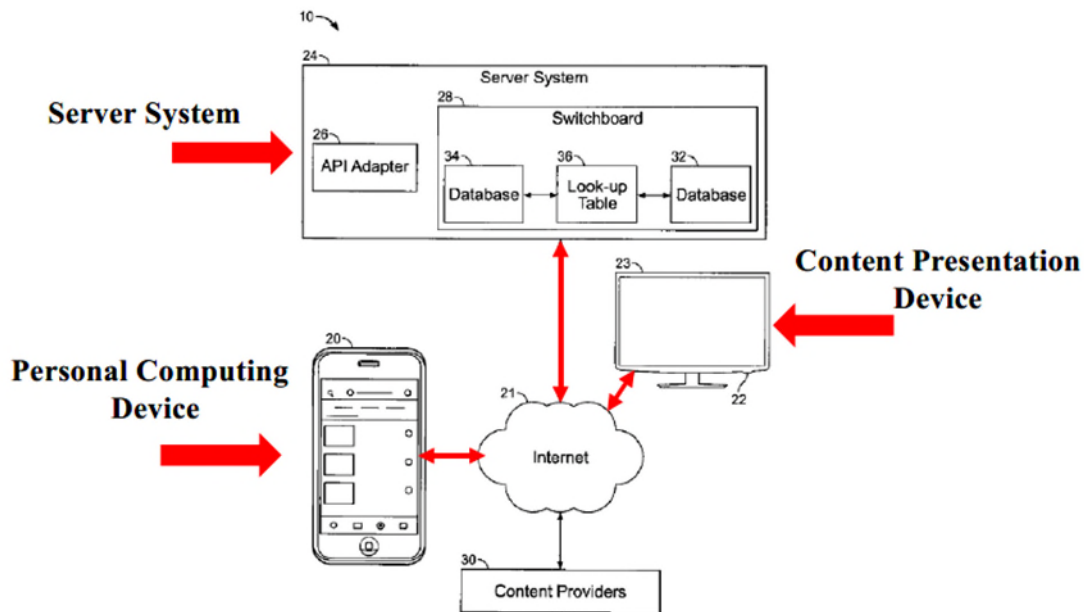 10
24
Server System
28
Switchboard
Server System
26
API Adapter
34
Database
36
Look-up
Table
32
Database
23
Content Presentation
Device
22
20
Personal Computing
Device
21
Internet
30
Content Providers